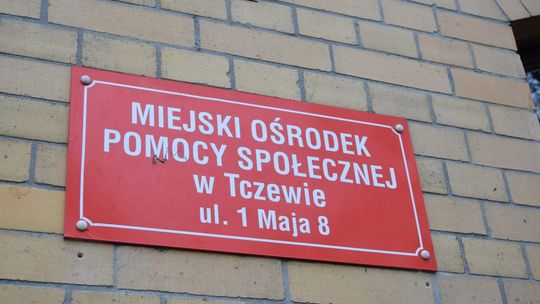 MIEJSKI OŚRODEK
POMOCY SPOŁECZNEJ
w Tczewie
ul. 1 Maja 8